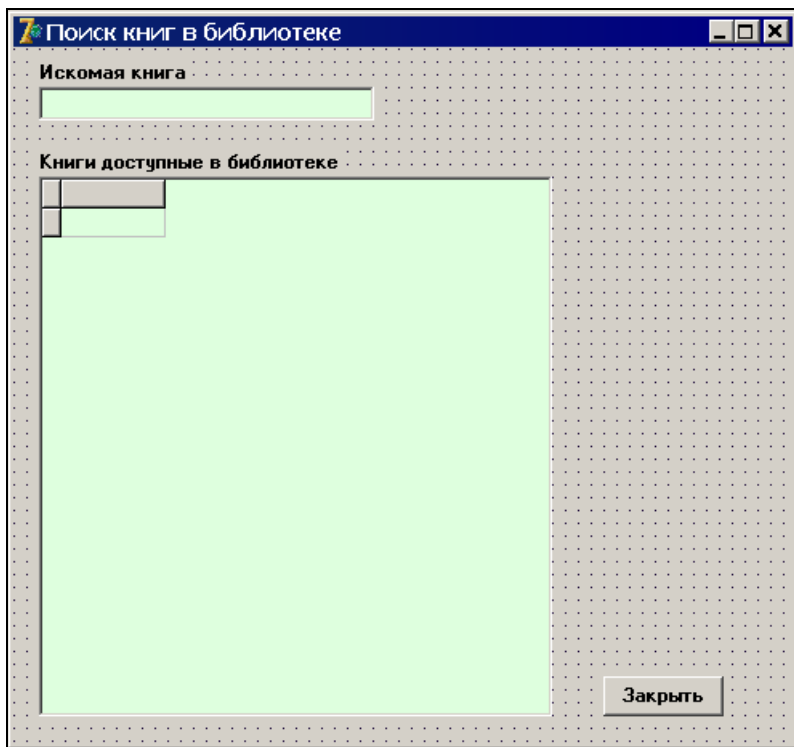 Поиск книг в библиотеке
Искомая книга
Книги доступные в библиотеке
Закрыть